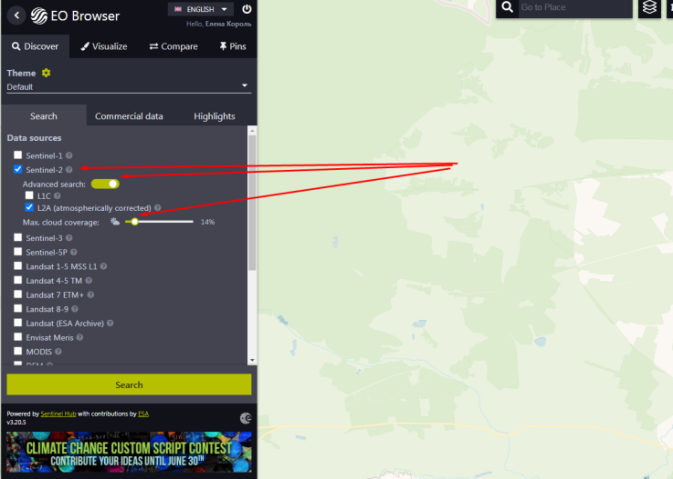 EO Browser
ENGLISH
Hello, Елена Король
Discover
Visualize
Compare
Pins
Go to Place
Theme
Default
Search
Commercial data
Highlights
Data sources
Sentinel-1
Sentinel-2
Advanced search:
L1C
L2A (atmospherically corrected)
Max. cloud coverage:
14%
Sentinel-3
Sentinel-5P
Landsat 1-5 MSS L1
Landsat 4-5 TM
Landsat 7 ETM+
Landsat 8-9
Landsat (ESA Archive)
Envisat Meris
MODIS
Search
Powered by Sentinel Hub with contributions by ESA
v3.20.5
CLIMATE CHANGE CUSTOM SCRIPT CONTEST
CONTRIBUTE YOUR IDEAS UNTIL JUNE 30TH